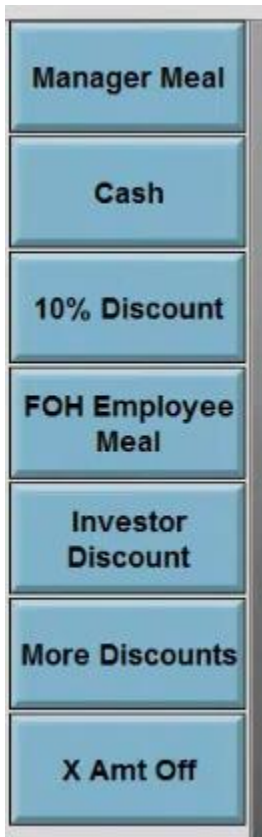 Manager Meal
Cash
10% Discount
FOH Employee
Meal
Investor
Discount
More Discounts
X Amt Off